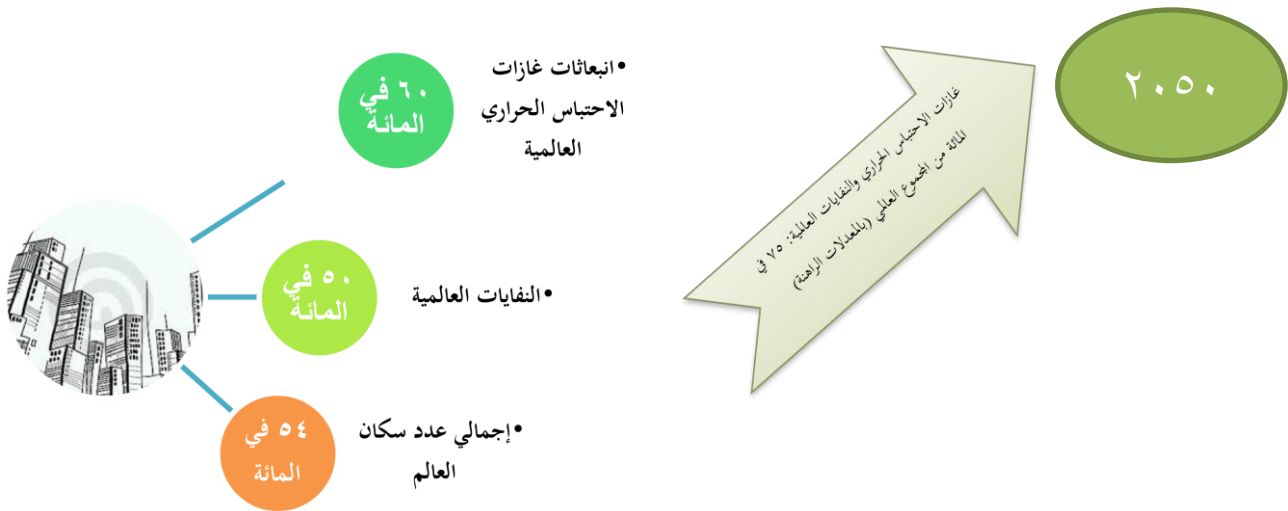 ٦٠ في
المائة
•انبعاثات غازات
الاحتباس الحراري
العالمية
٥٠ في
المائة
•النفايات العالمية
٥٤ في
المائة
•إجمالي عدد سكان
العالم
غازات الاحتباس الحراري والنفايات العالمية: ٧٥ في
المائة من المجموع العالمي (بالمعدلات الراهنة)
٢٠٥٠